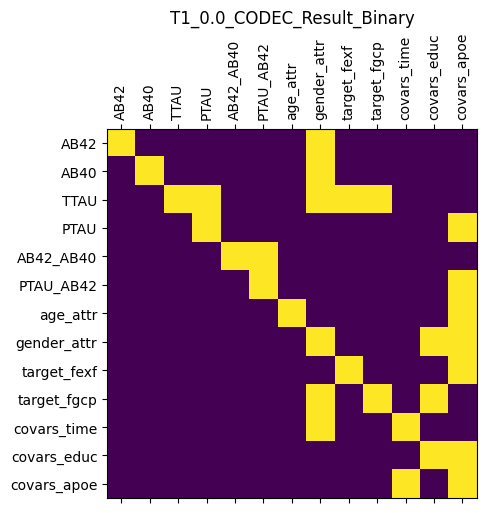 T1_0.0_CODEC_Result_Binary
AB42
AB40
TTAU
PTAU
AB42_AB40
PTAU_AB42
age_attr
gender_attr
target_fexf
target_fgcp
covars_time
covars_educ
covars_apoe
AB42
AB40
TTAU
PTAU
AB42_AB40
PTAU_AB42
age_attr
gender_attr
target_fexf
target_fgcp
covars_time
covars_educ
covars_apoe